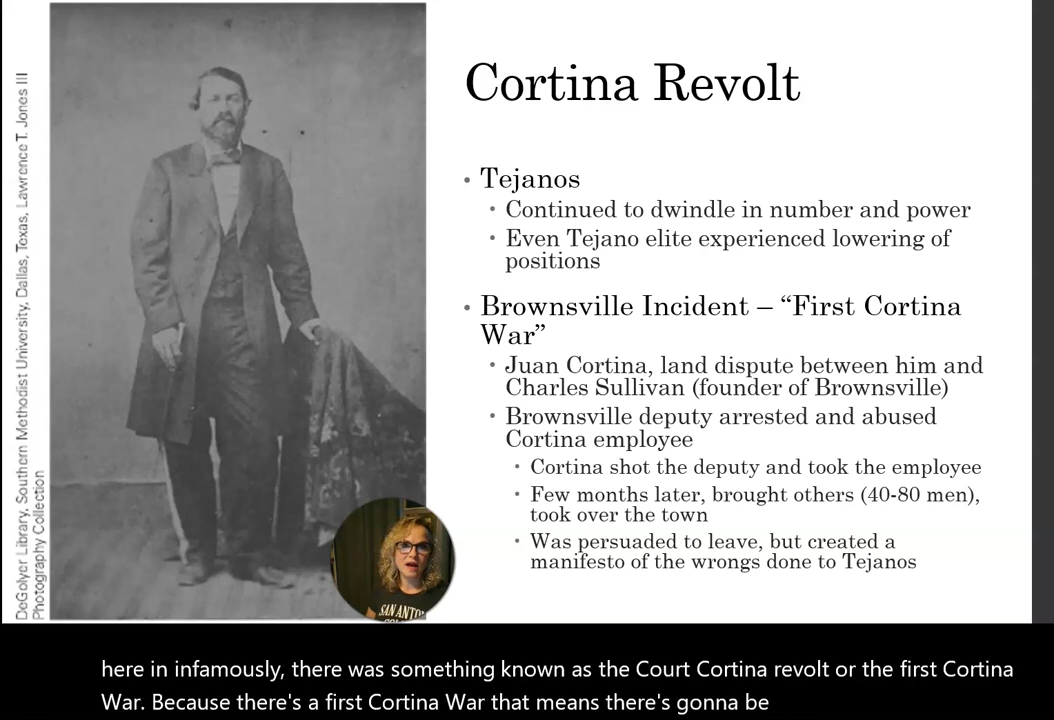 DeGolyer Library, Southern Methodist University, Dallas, Texas, Lawrence T. Jones III
Photography Collection
Cortina Revolt
• Tejanos
• Continued to dwindle in number and power
• Even Tejano elite experienced lowering of
positions
• Brownsville Incident – “First Cortina
War”
• Juan Cortina, land dispute between him and
Charles Sullivan (founder of Brownsville)
• Brownsville deputy arrested and abused
Cortina employee
• Cortina shot the deputy and took the employee
• Few months later, brought others (40-80 men),
took over the town
• Was persuaded to leave, but created a
manifesto of the wrongs done to Tejanos
here in infamously, there was something known as the Court Cortina revolt or the first Cortina
War. Because there's a first Cortina War that means there's gonna be